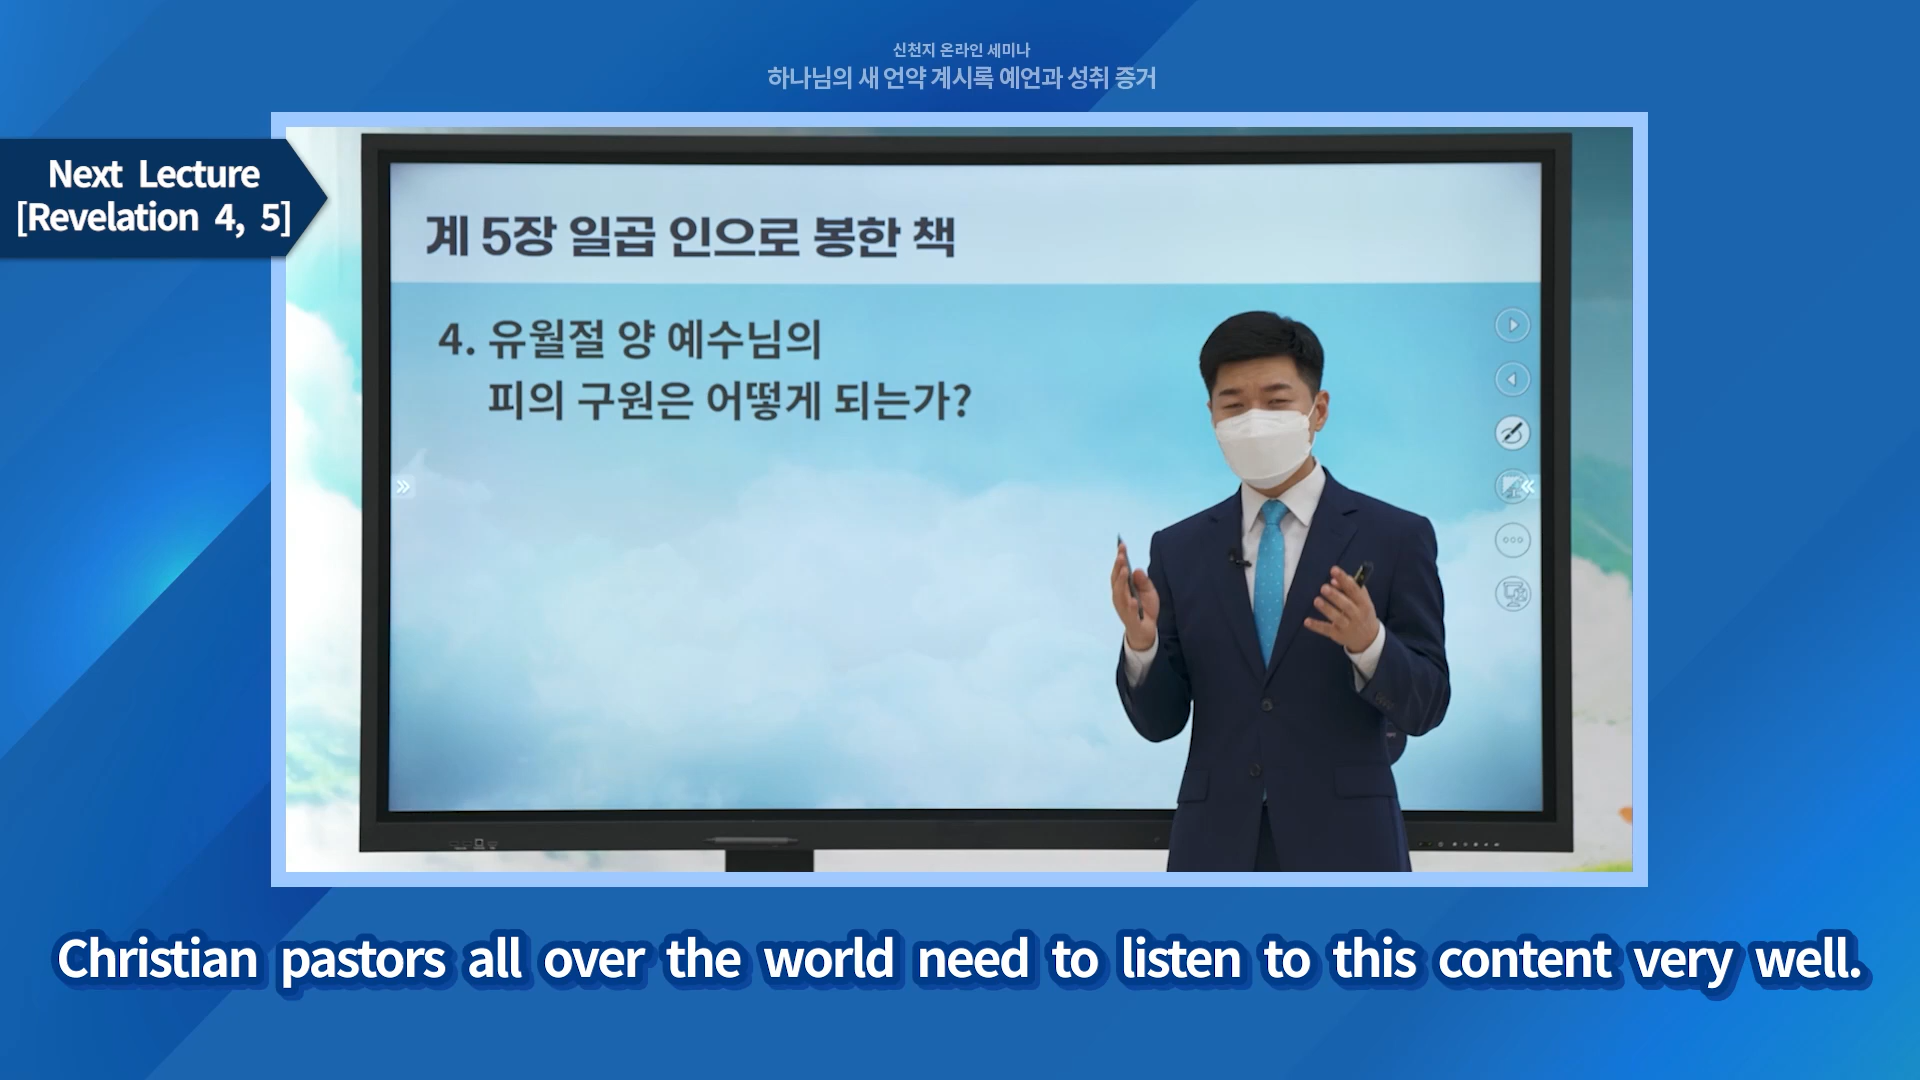 신천지 온라인 세미나
하나님의 새 언약 계시록 예언과 성취 증거
Next Lecture
[Revelation 4, 5]
계 5장 일곱 인으로 봉한 책
4. 유월절 양 예수님의
피의 구원은 어떻게 되는가?
Christian pastors all over the world need to listen to this content very well.